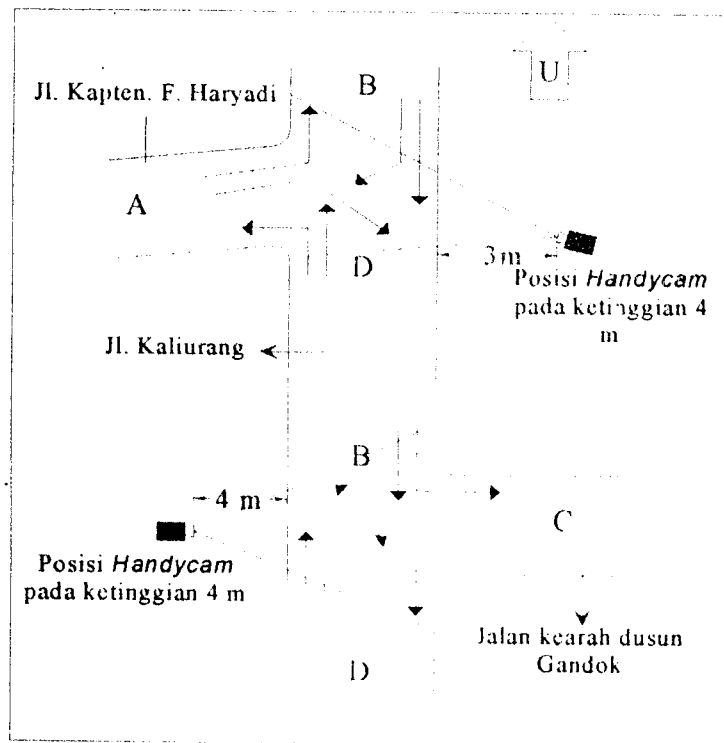 U
B
Jl. Kapten. F. Haryadi
A
D
3m
Posisi Handycam
pada ketinggian 4
m
Jl. Kaliurang
B
4 m
C
Posisi Handycam
pada ketinggian 4 m
Jalan kearah dusun
Gandok
D